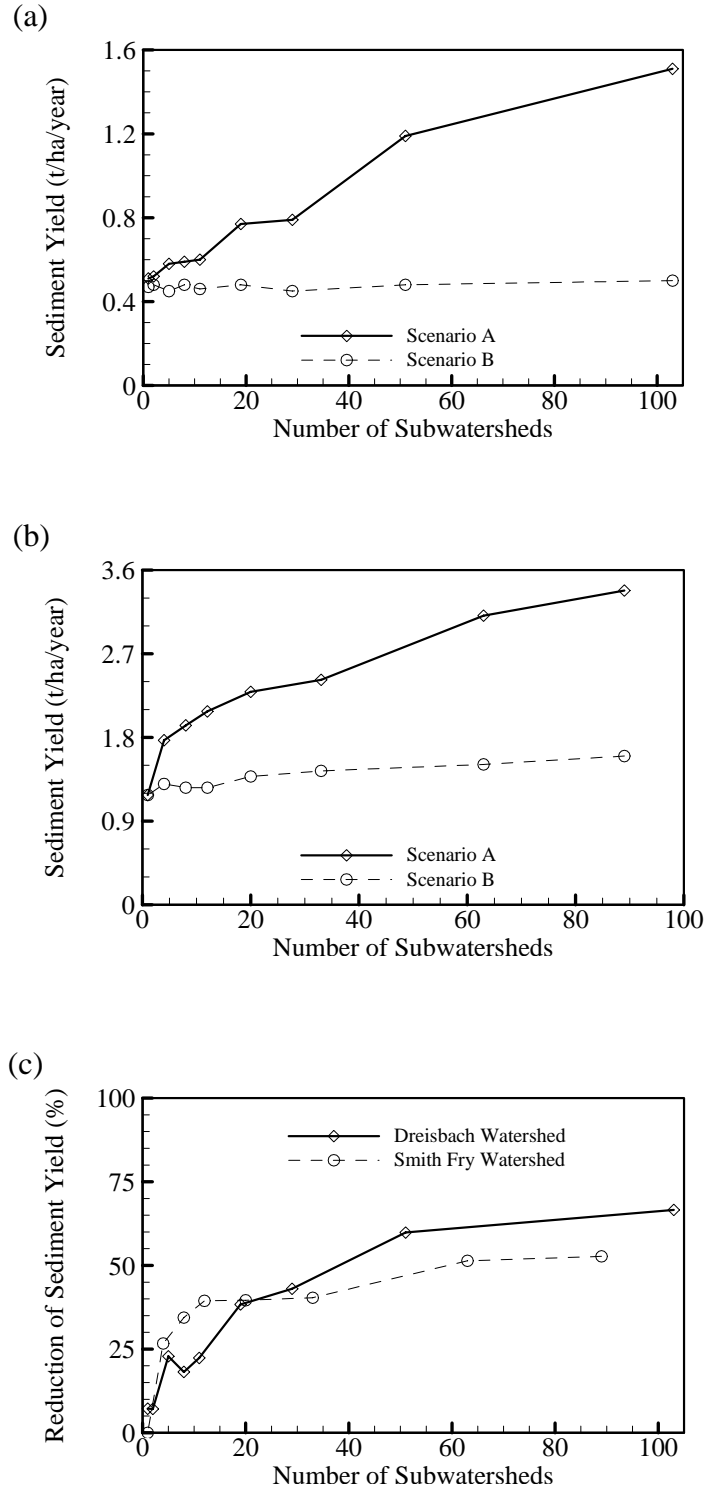 (a)
1.6
1.2
0.8
0.4
0
Sediment Yield (t/ha/year)
Scenario A
Scenario B
0 20 40 60 80 100
Number of Subwatersheds
(b)
3.6
2.7
1.8
0.9
0
Sediment Yield (t/ha/year)
Scenario A
Scenario B
0 20 40 60 80 100
Number of Subwatersheds
(c)
100
75
50
25
0
Reduction of Sediment Yield (%)
Dreisbach Watershed
Smith Fry Watershed
0 20 40 60 80 100
Number of Subwatersheds